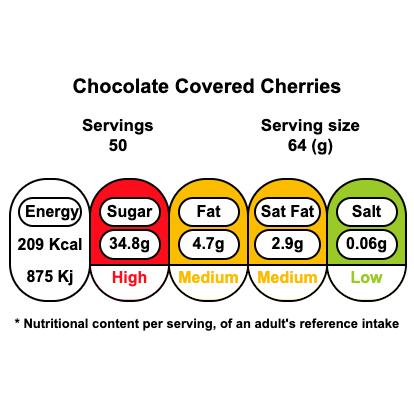 Chocolate Covered Cherries
Servings Serving size
50 64 (g)
Energy Sugar Fat Sat Fat Salt
209 Kcal 34.8g 4.7g 2.9g 0.06g
875 Kj High Medium Medium Low
* Nutritional content per serving, of an adult's reference intake